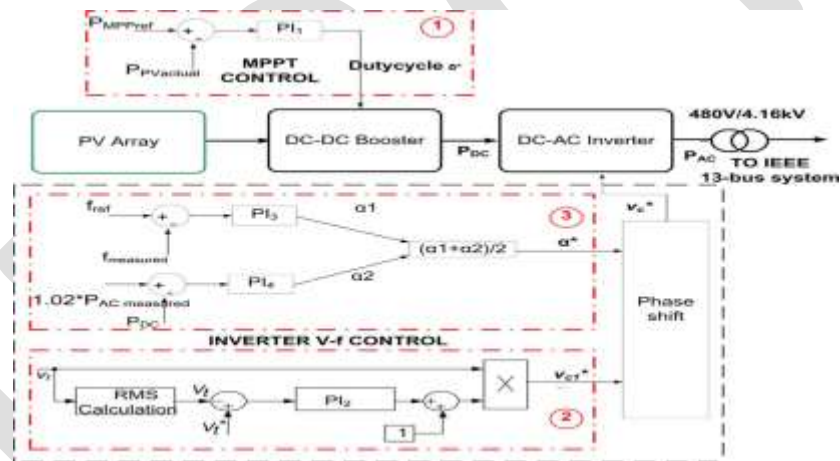 P_MPPref
+
-
PI₁
1
P_PVactual
MPPT
CONTROL
Dutycycle
PV Array
DC-DC Booster
P_DC
DC-AC Inverter
480V/4.16kV
P_AC
TO IEEE
13-bus system
f_ref
+
-
PI₃
α1
3
v_c*
f_measured
(α1+α2)/2
α*
+
-
PI₄
α2
1.02*P_AC measured
P_DC
Phase
shift
INVERTER V-f CONTROL
v_t
RMS
Calculation
V_t
PI₂
+
X
v_c1*
V_t*
1
2